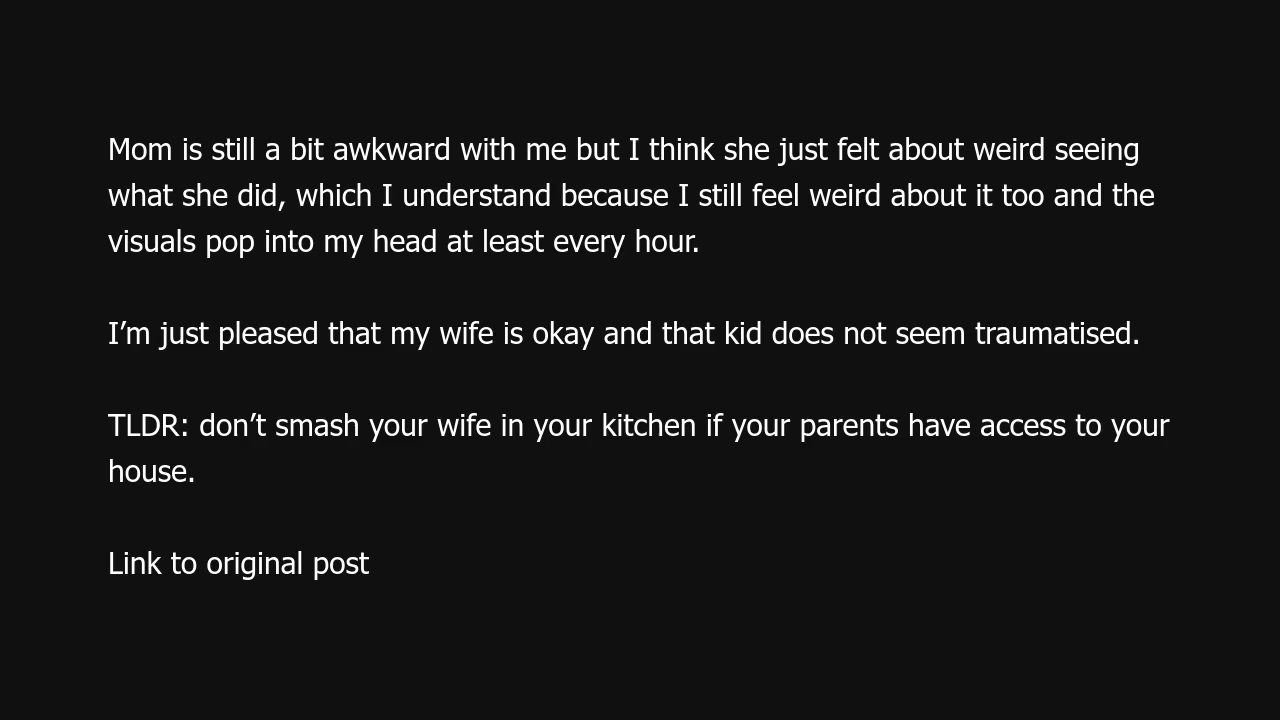 Mom is still a bit awkward with me but I think she just felt about weird seeing
what she did, which I understand because I still feel weird about it too and the
visuals pop into my head at least every hour.
I’m just pleased that my wife is okay and that kid does not seem traumatised.
TLDR: don’t smash your wife in your kitchen if your parents have access to your
house.
Link to original post